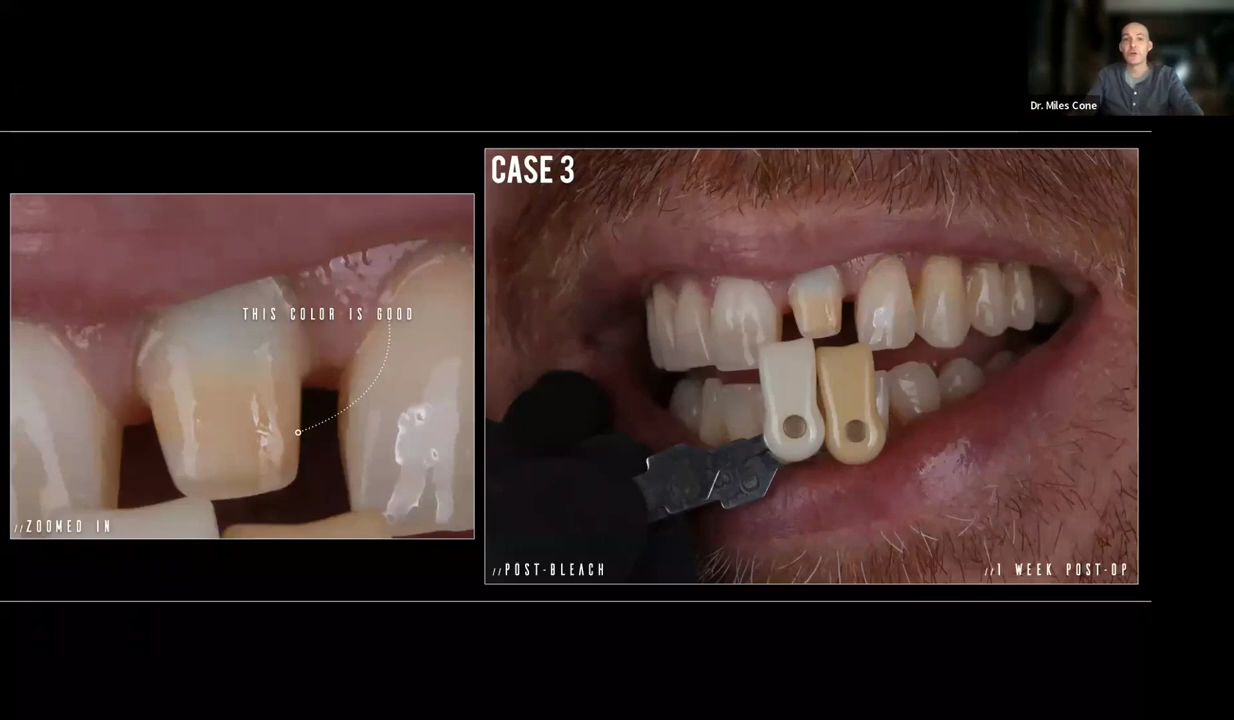 Dr. Miles Cone
CASE 3
THIS COLOR IS GOOD
//ZOOMED IN
//POST-BLEACH
//1 WEEK POST-OP